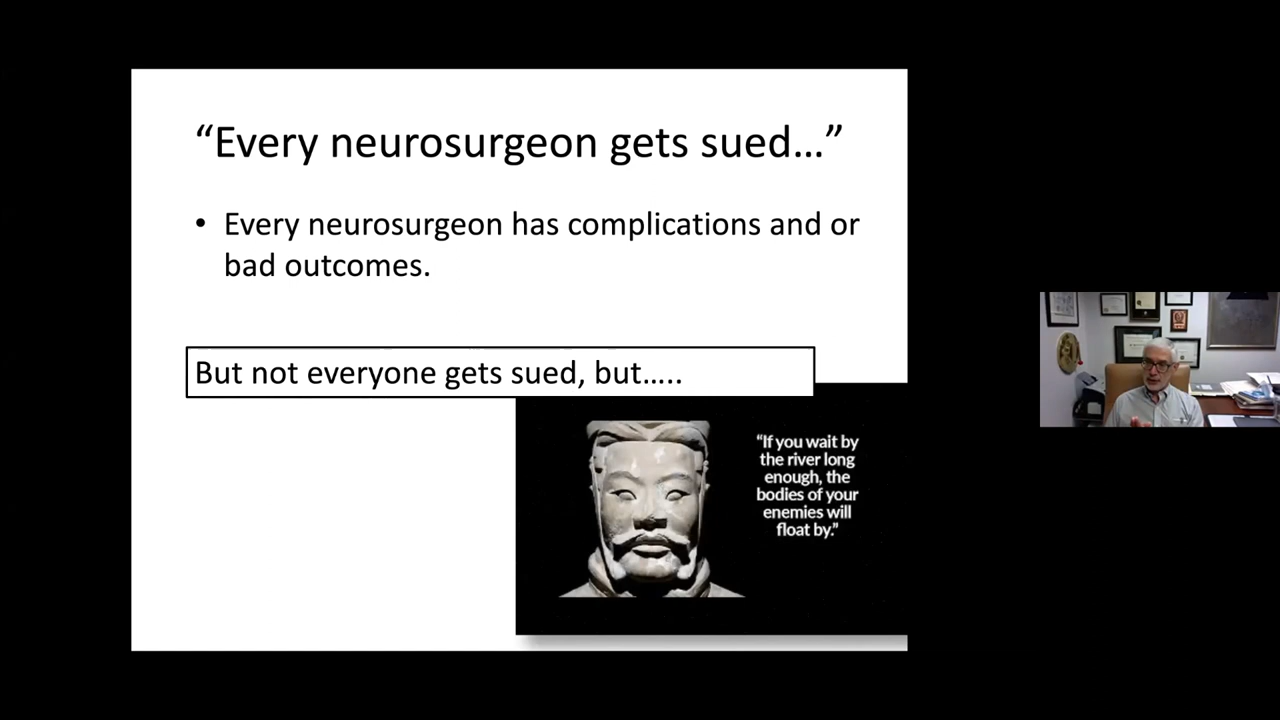 “Every neurosurgeon gets sued…”
• Every neurosurgeon has complications and or
bad outcomes.
But not everyone gets sued, but…..
“If you wait by
the river long
enough, the
bodies of your
enemies will
float by.”